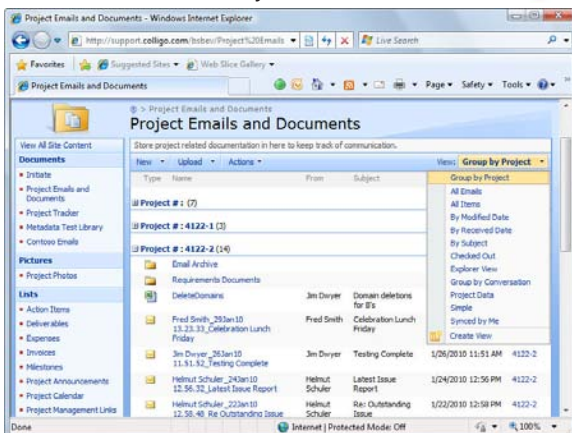 Project Emails and Documents - Windows Internet Explorer
http://support.colligo.com/bsbev/Project%20Emails
Live Search
Favorites Suggested Sites Web Slice Gallery
Project Emails and Documents Page Safety Tools
> Project Emails and Documents
Project Emails and Documents
View All Site Content Store project related documentation in here to keep track of communication.
Documents
• Initiate
• Project Emails and Documents
• Project Tracker
• Metadata Test Library
• Contoso Emails
Pictures
• Project Photos
Lists
• Action Items
• Deliverables
• Expenses
• Invoices
• Milestones
• Project Announcements
• Project Calendar
• Project Management Links
New Upload Actions View: Group by Project
Type Name From Subject
Project # : (7)
Project # : 4122-1 (3)
Project # : 4122-2 (14)
Email Archive
Requirements Documents
DeleteDomains Jim Dwyer Domain deletions for B's
Fred Smith_29Jan10 13.23.33_Celebration Lunch Friday Fred Smith Celebration Lunch Friday
Jim Dwyer_26Jan10 11.51.52_Testing Complete Jim Dwyer Testing Complete 1/26/2010 11:51 AM 4122-2
Helmut Schuler_24Jan10 12.56.32_Latest Issue Report Helmut Schuler Latest Issue Report 1/24/2010 12:56 PM 4122-2
Helmut Schuler_22Jan10 12.58.48_Re Outstanding Issue Helmut Schuler Re: Outstanding Issue 1/22/2010 12:58 PM 4122-2
Group by Project
All Emails
All Items
By Modified Date
By Received Date
By Subject
Checked Out
Explorer View
Group by Conversation
Project Data
Simple
Synced by Me
Create View
Done Internet | Protected Mode: Off 100%